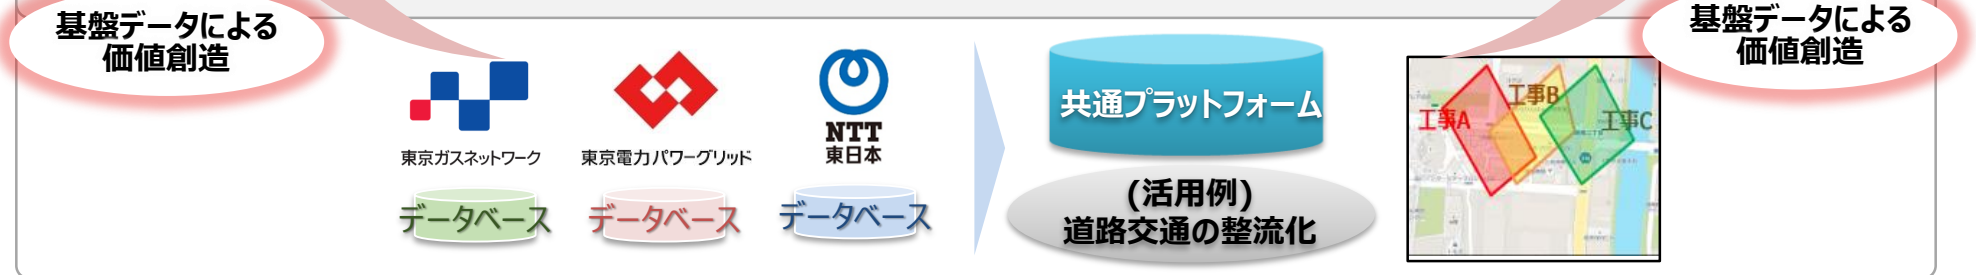 基盤データによる
価値創造
東京ガスネットワーク
データベース
東京電力パワーグリッド
データベース
NTT
東日本
データベース
共通プラットフォーム
(活用例)
道路交通の整流化
工事A
工事B
工事C
基盤データによる
価値創造